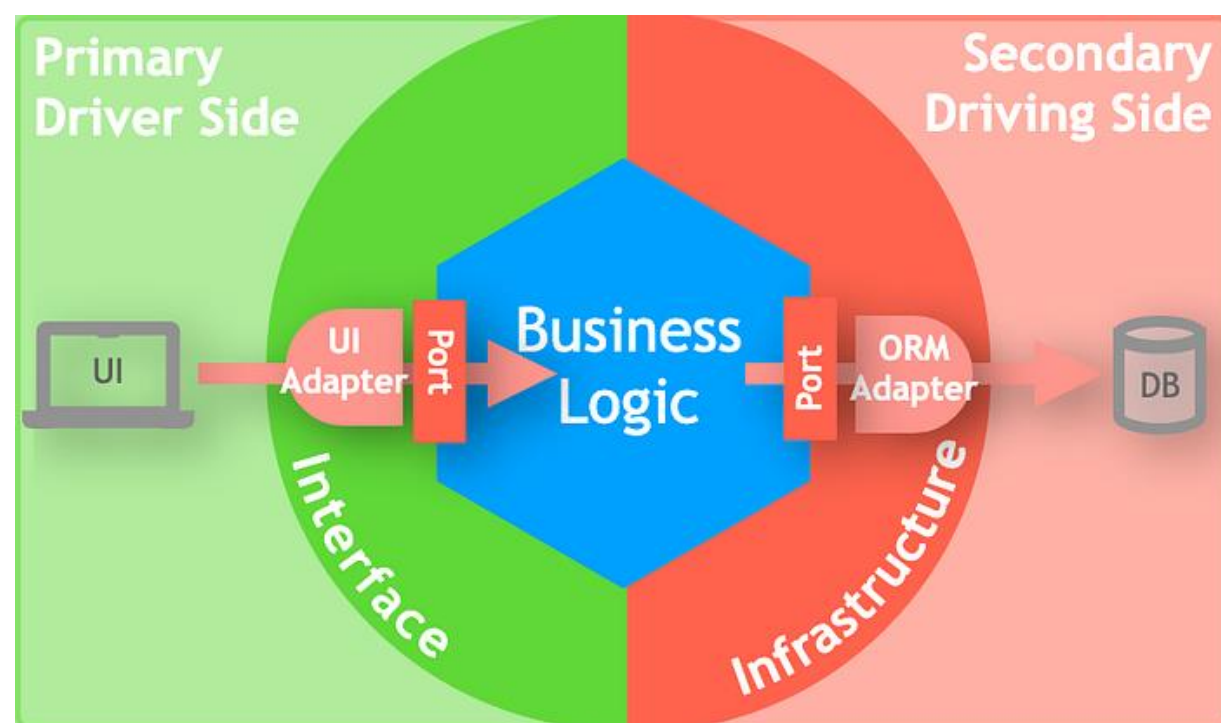 Primary
Driver Side
Secondary
Driving Side
UI
UI
Adapter
Port
Business
Logic
Port
ORM
Adapter
DB
Interface
Infrastructure